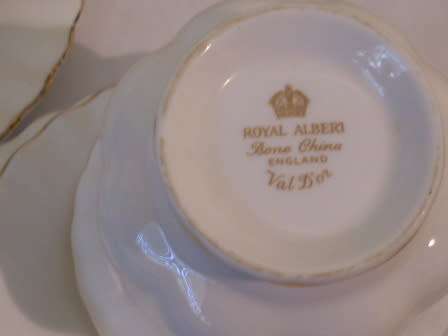 ROYAL ALBERT
Bone China
ENGLAND
Val D'or